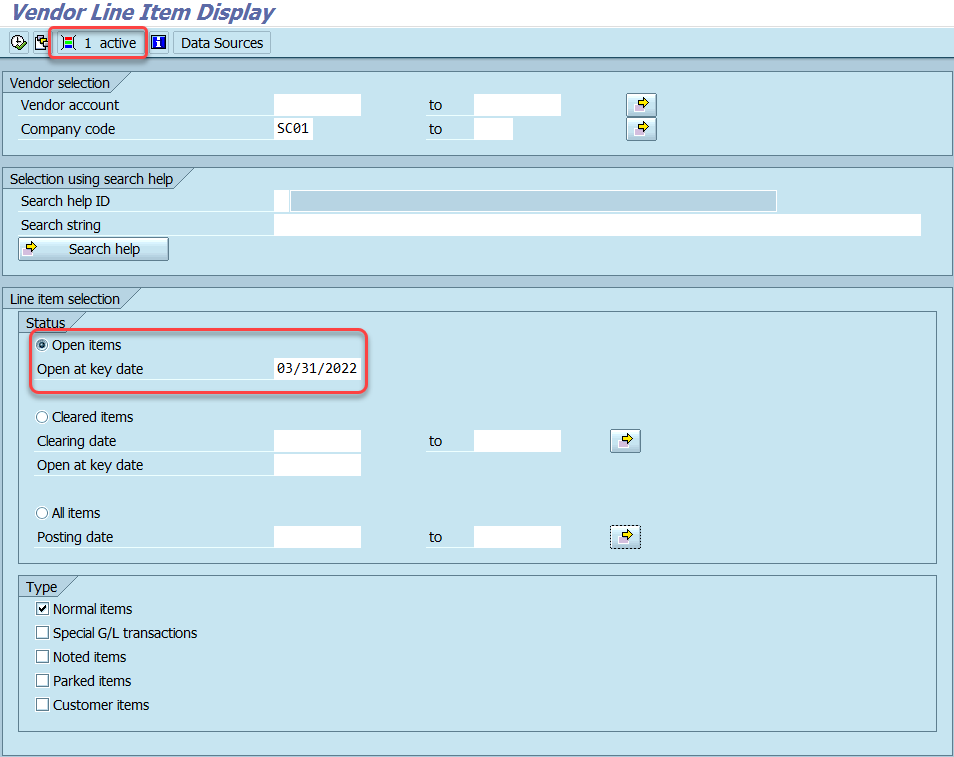 Vendor Line Item Display
1 active Data Sources
Vendor selection
Vendor account to
Company code SC01 to
Selection using search help
Search help ID
Search string
Search help
Line item selection
Status
Open items
Open at key date 03/31/2022
Cleared items
Clearing date to
Open at key date
All items
Posting date to
Type
Normal items
Special G/L transactions
Noted items
Parked items
Customer items